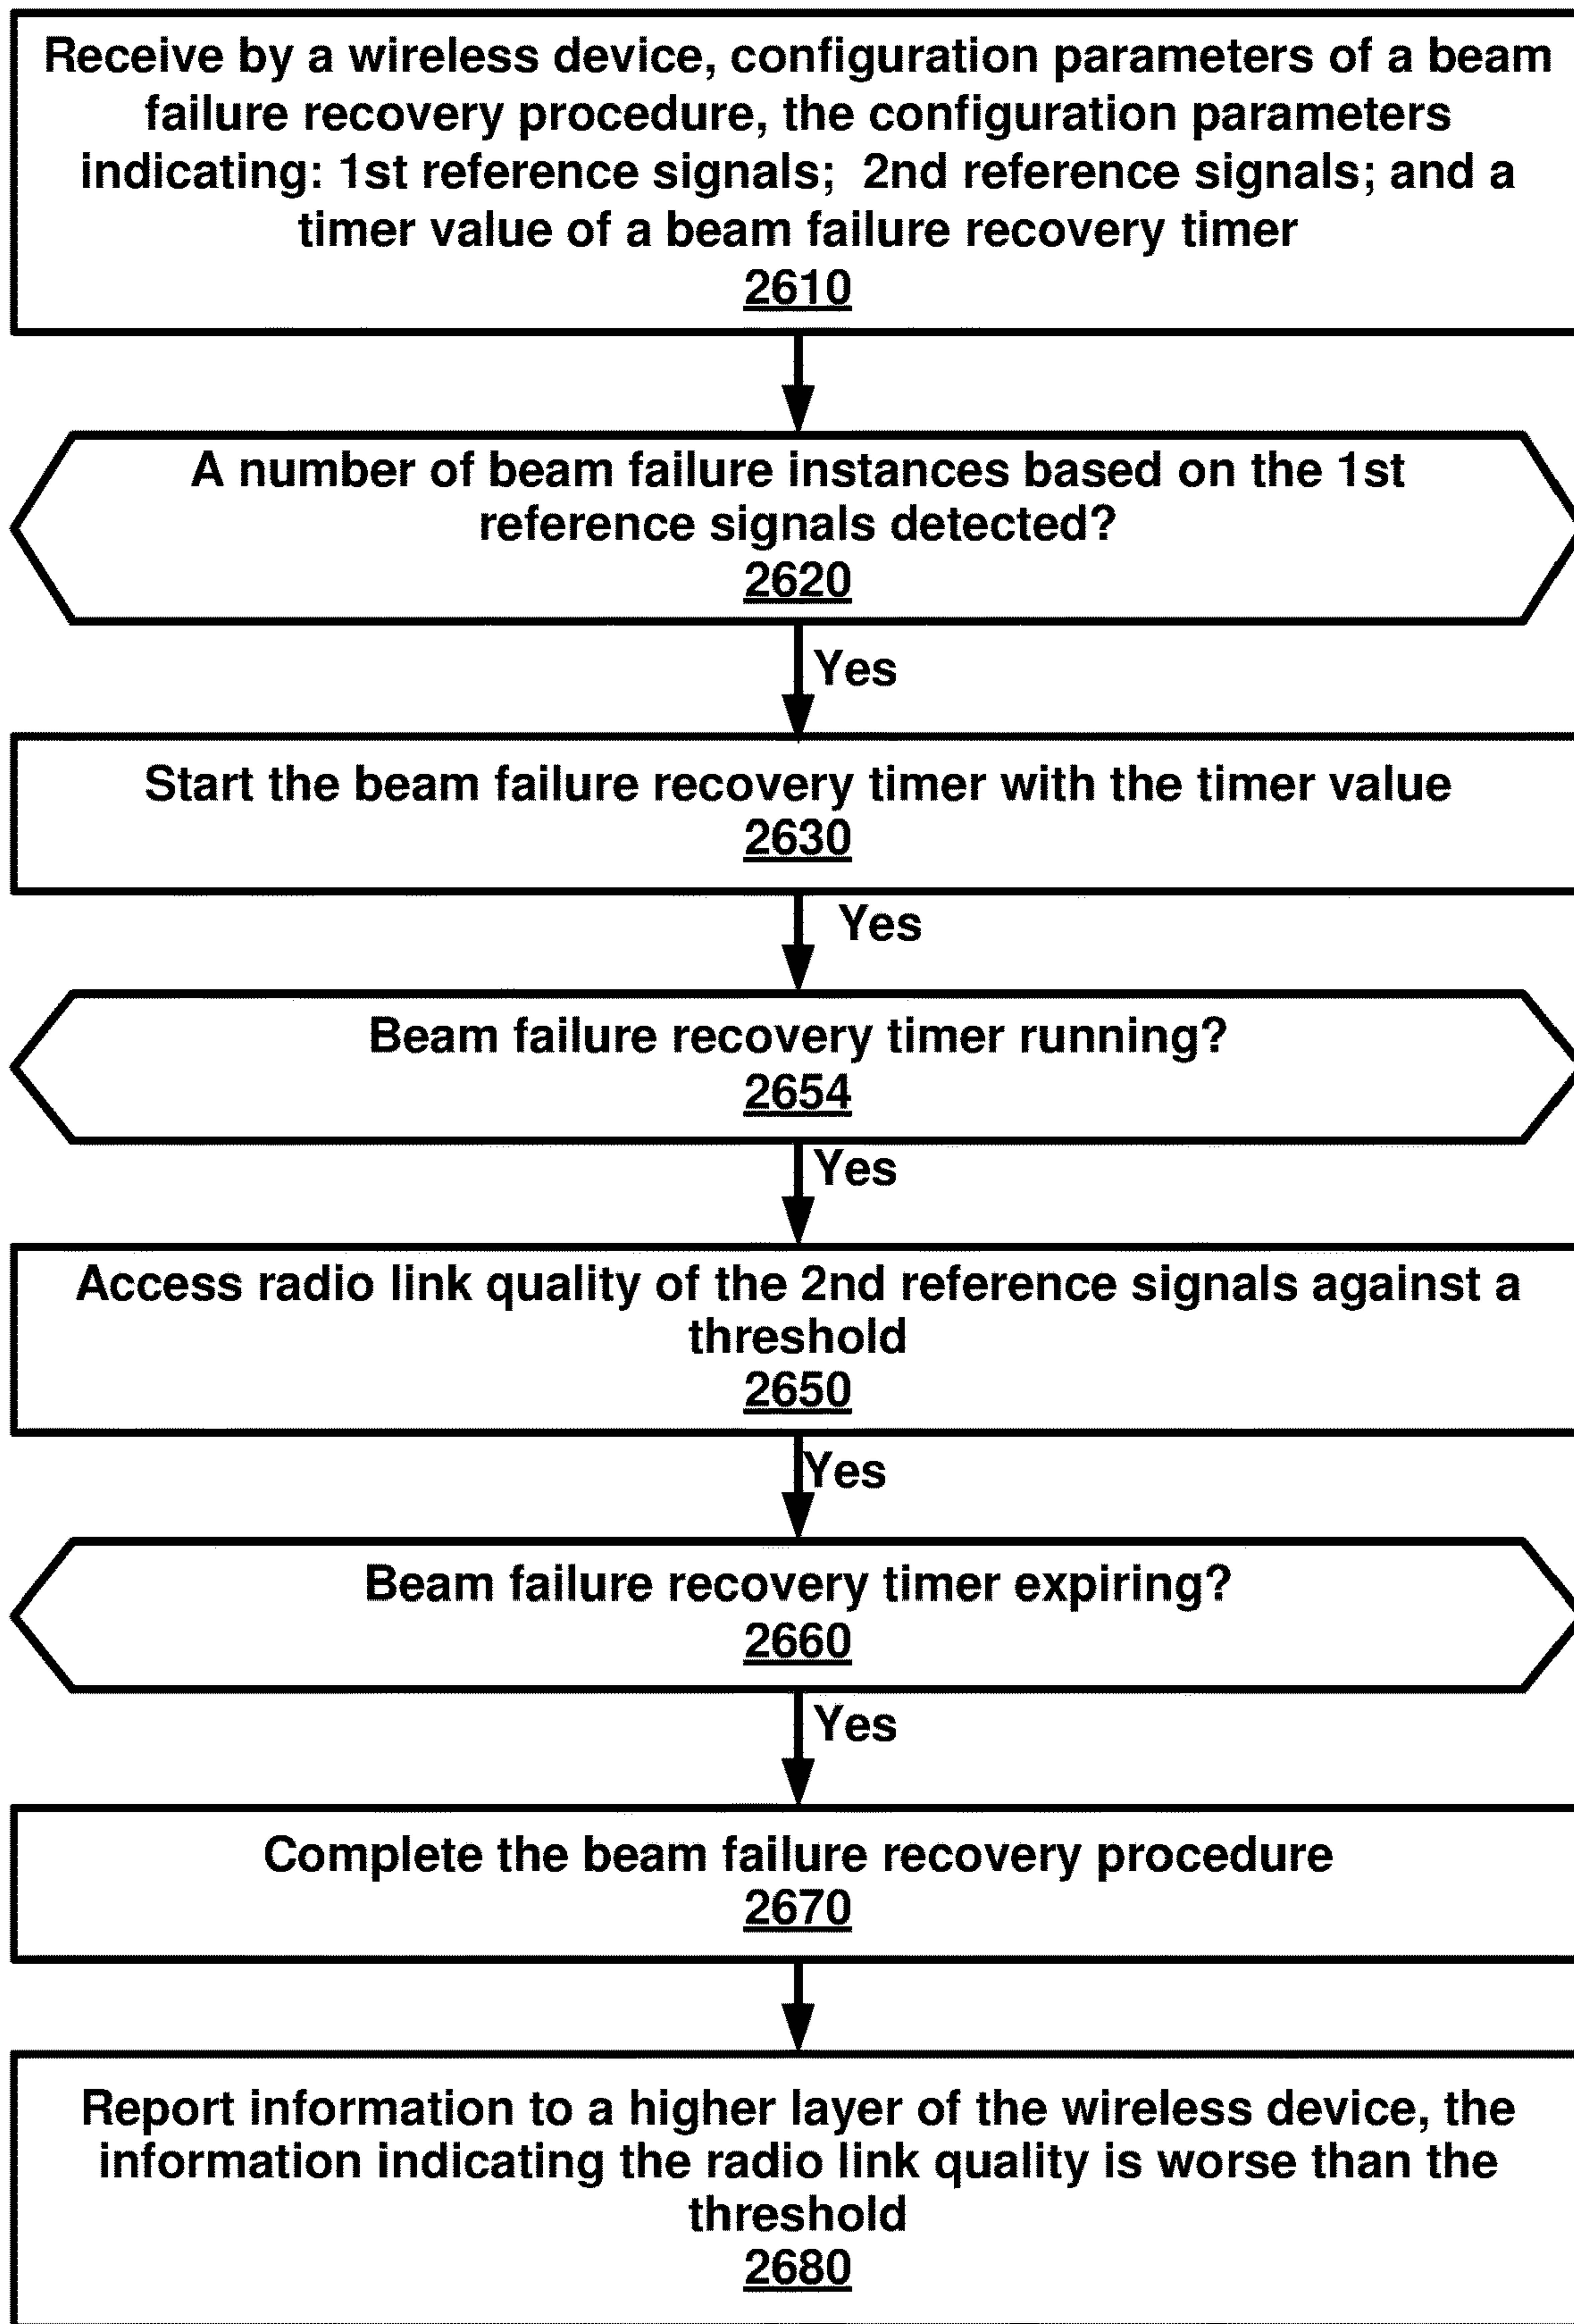 Receive by a wireless device, configuration parameters of a beam
failure recovery procedure, the configuration parameters
indicating: 1st reference signals; 2nd reference signals; and a
timer value of a beam failure recovery timer
2610
A number of beam failure instances based on the 1st
reference signals detected?
2620
Yes
Start the beam failure recovery timer with the timer value
2630
Yes
Beam failure recovery timer running?
2654
Yes
Access radio link quality of the 2nd reference signals against a
threshold
2650
Yes
Beam failure recovery timer expiring?
2660
Yes
Complete the beam failure recovery procedure
2670
Report information to a higher layer of the wireless device, the
information indicating the radio link quality is worse than the
threshold
2680